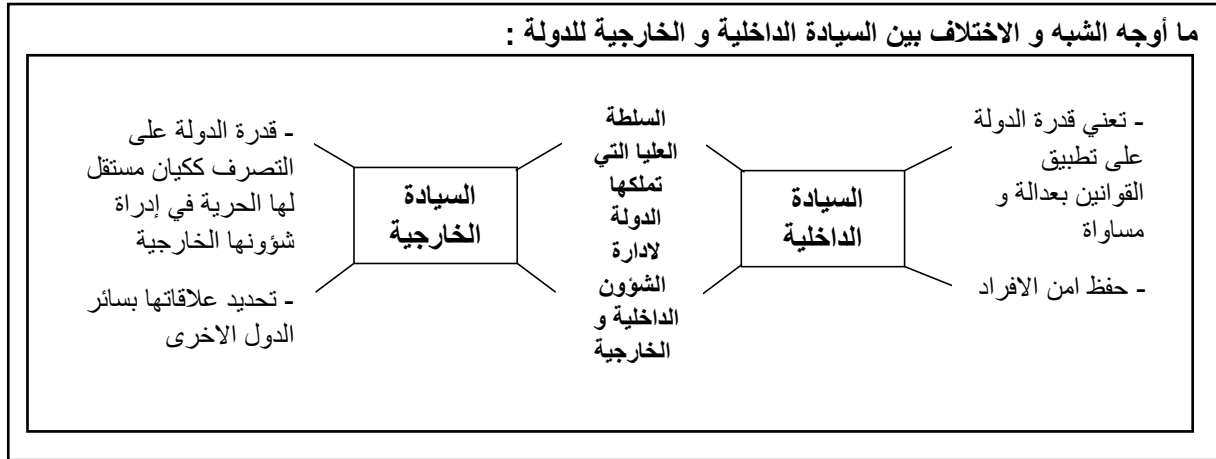 ما أوجه الشبه و الاختلاف بين السيادة الداخلية و الخارجية للدولة :
- تعني قدرة الدولة
على تطبيق
القوانين بعدالة و
مساواة
- حفظ امن الافراد
السيادة
الداخلية
السلطة
العليا التي
تملكها
الدولة
لادارة
الشؤون
الداخلية و
الخارجية
السيادة
الخارجية
- قدرة الدولة على
التصرف ككيان مستقل
لها الحرية في إدراة
شؤونها الخارجية
- تحديد علاقاتها بسائر
الدول الاخرى